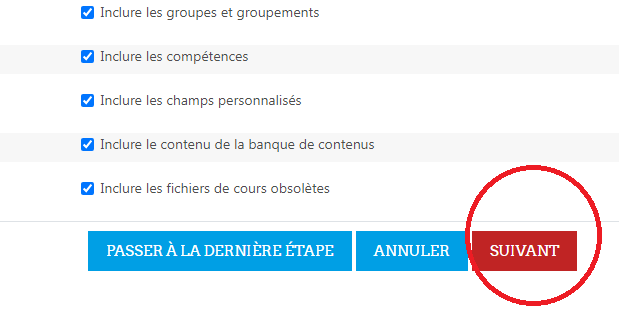 Inclure les groupes et groupements
Inclure les compétences
Inclure les champs personnalisés
Inclure le contenu de la banque de contenus
Inclure les fichiers de cours obsolètes
PASSER À LA DERNIÈRE ÉTAPE ANNULER SUIVANT